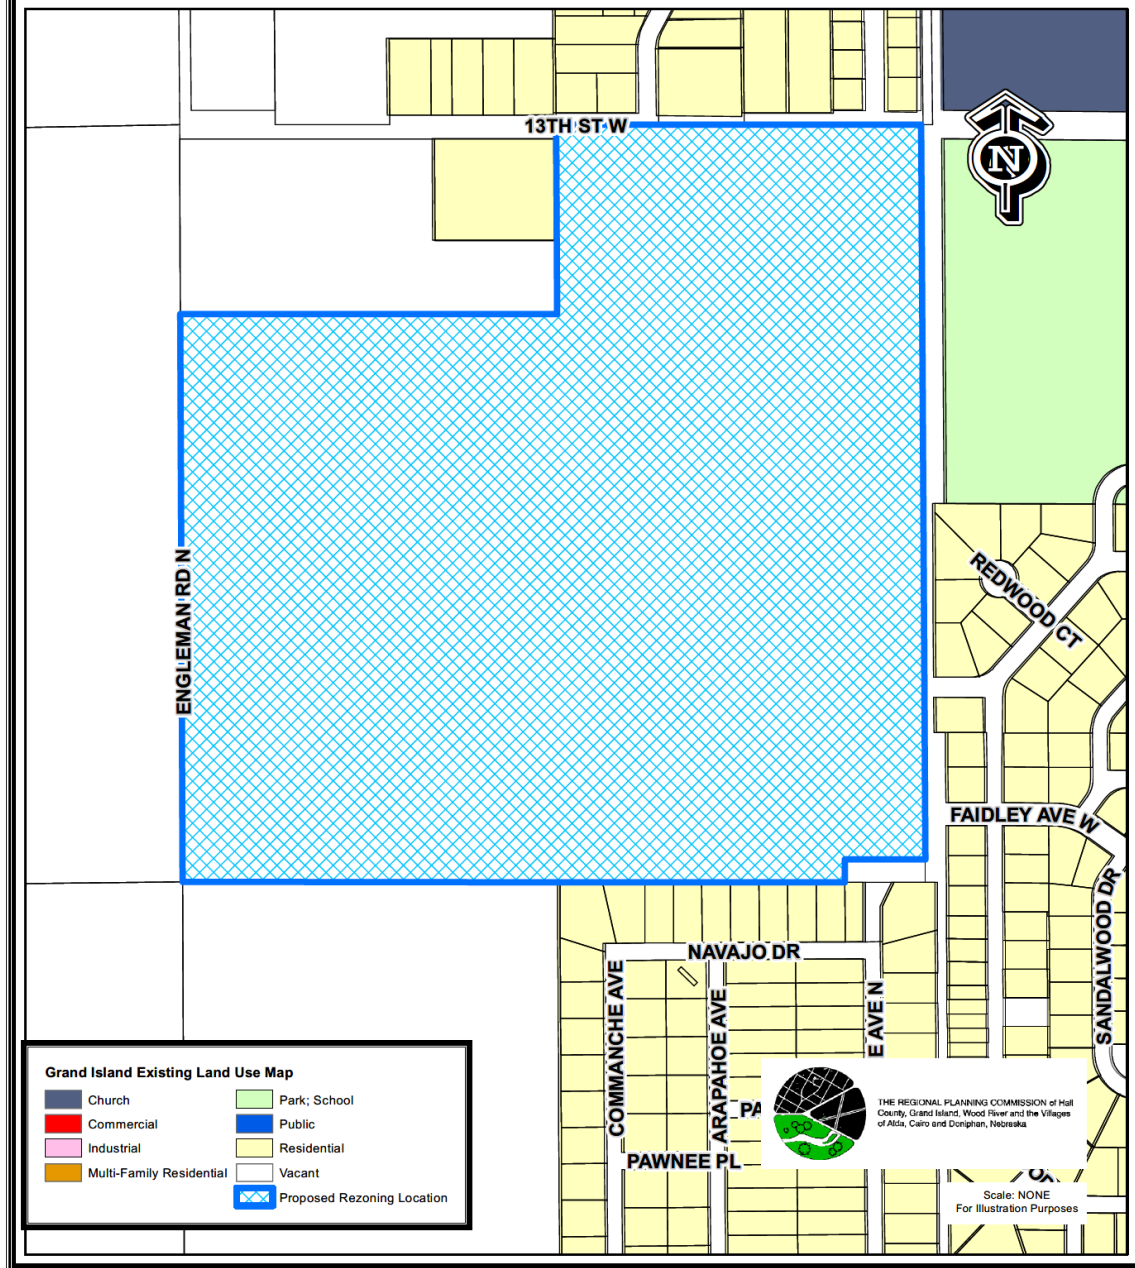 13TH ST W
N
ENGLEMAN RD N
REDWOOD CT
FAIDLEY AVE W
SANDALWOOD DR
NAVAJO DR
COMMANCHE AVE
ARAPAHOE AVE
E AVE N
PA
PAWNEE PL
Grand Island Existing Land Use Map
Church
Commercial
Industrial
Multi-Family Residential
Park; School
Public
Residential
Vacant
Proposed Rezoning Location
THE REGIONAL PLANNING COMMISSION of Hall
County, Grand Island, Wood River and the Villages
of Alda, Cairo and Doniphan, Nebraska
Scale: NONE
For Illustration Purposes